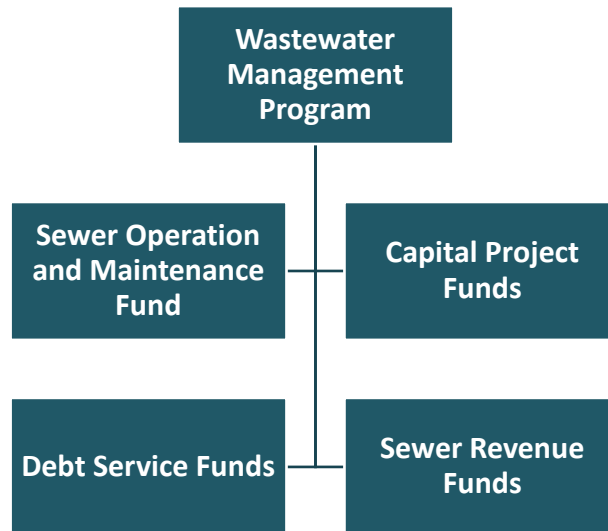 Wastewater
Management
Program
Sewer Operation
and Maintenance
Fund
Capital Project
Funds
Debt Service Funds
Sewer Revenue
Funds